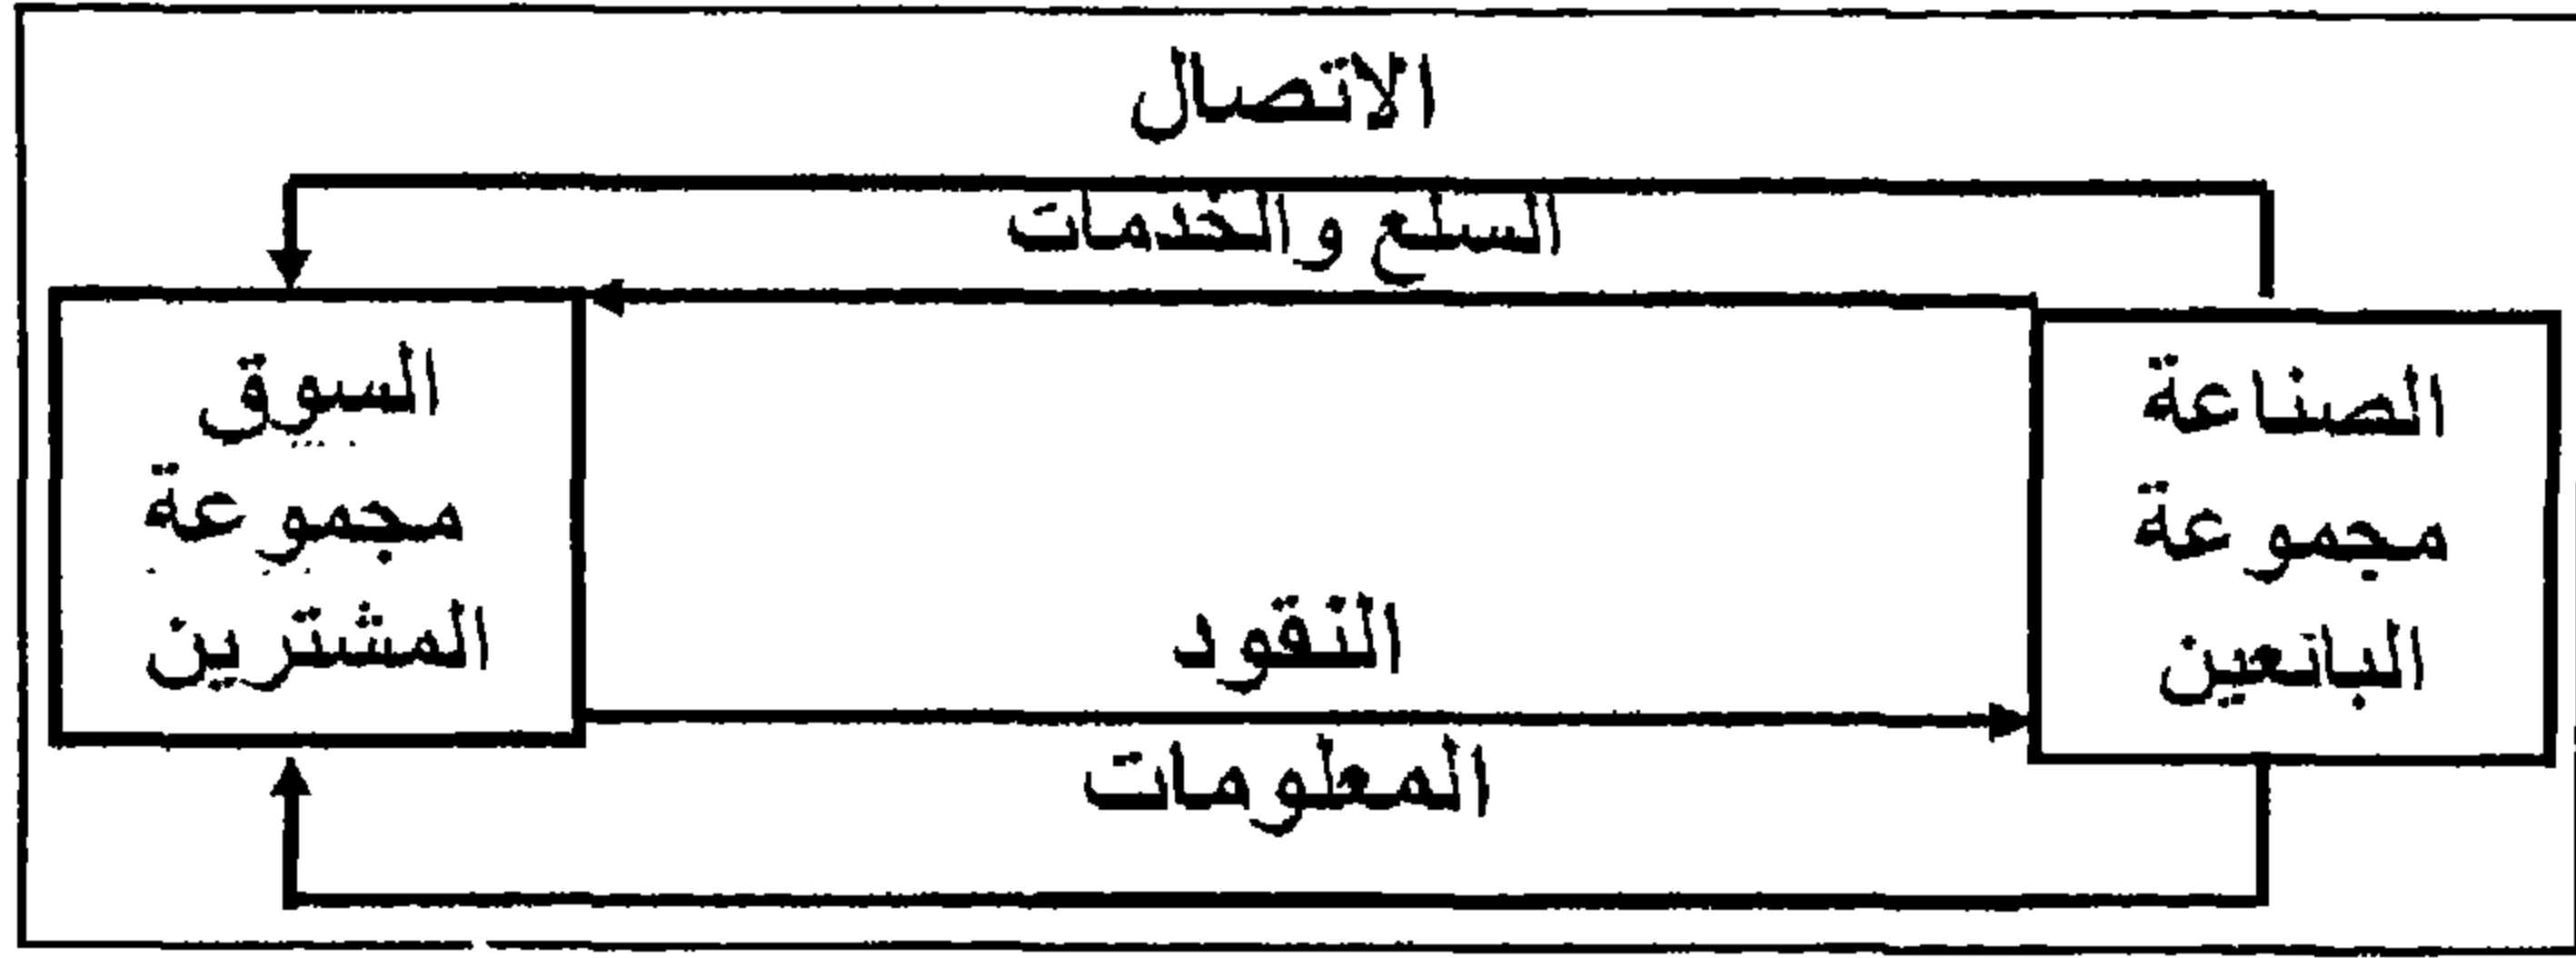 الاتصال
السلع والخدمات
الصناعة
مجموعة
البائعين
السوق
مجموعة
المشترين
النقود
المعلومات